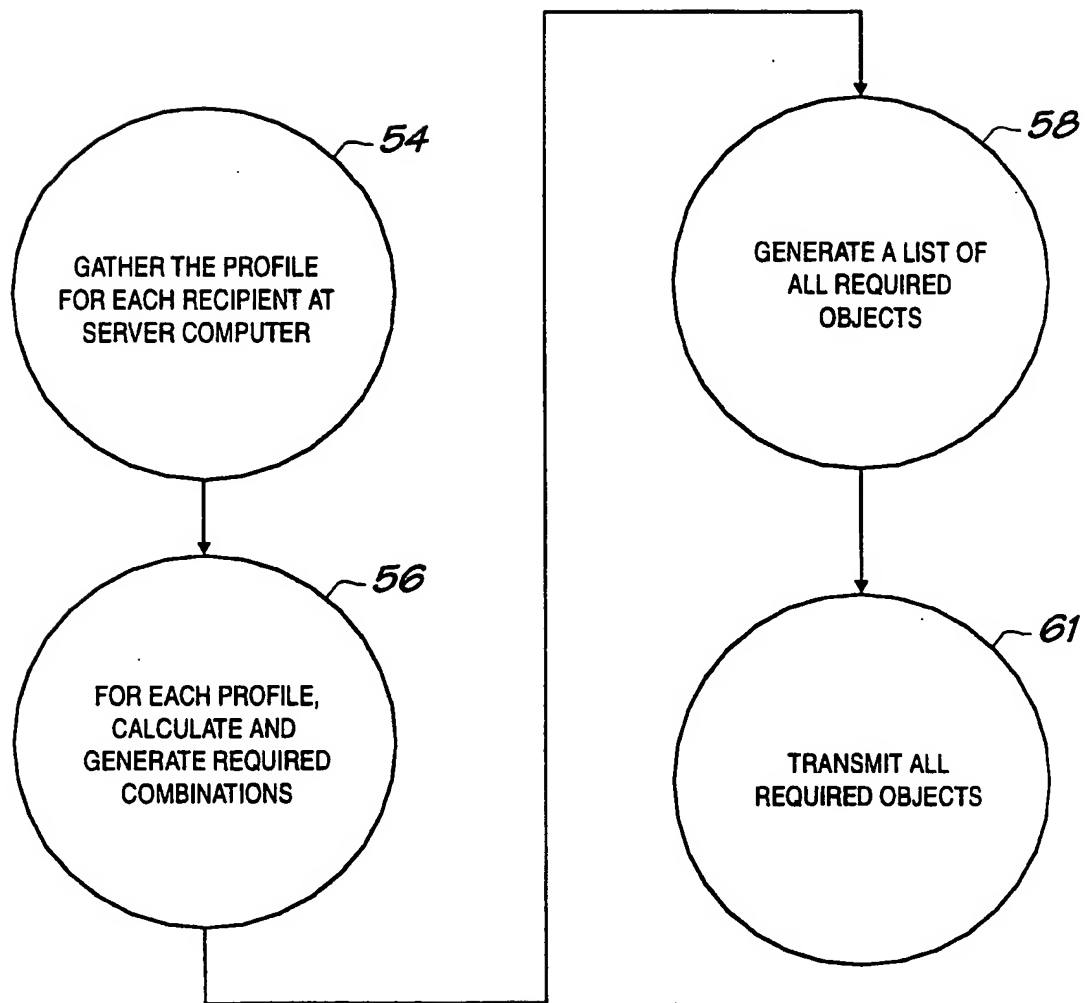 54
GATHER THE PROFILE
FOR EACH RECIPIENT AT
SERVER COMPUTER
56
FOR EACH PROFILE,
CALCULATE AND
GENERATE REQUIRED
COMBINATIONS
58
GENERATE A LIST OF
ALL REQUIRED
OBJECTS
61
TRANSMIT ALL
REQUIRED OBJECTS